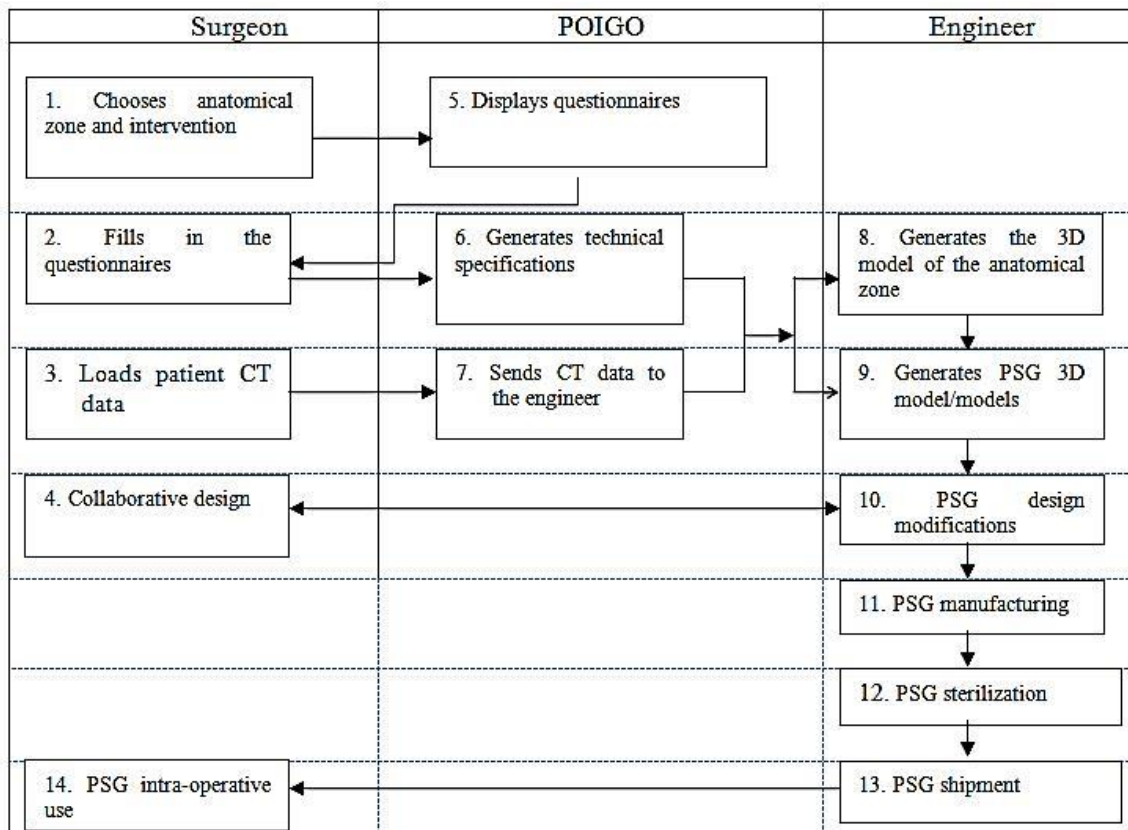 Surgeon
POIGO
Engineer
1. Chooses anatomical
zone and intervention
5. Displays questionnaires
2. Fills in the
questionnaires
6. Generates technical
specifications
8. Generates the 3D
model of the anatomical
zone
3. Loads patient CT
data
7. Sends CT data to
the engineer
9. Generates PSG 3D
model/models
4. Collaborative design
10. PSG design
modifications
11. PSG manufacturing
12. PSG sterilization
14. PSG intra-operative
use
13. PSG shipment